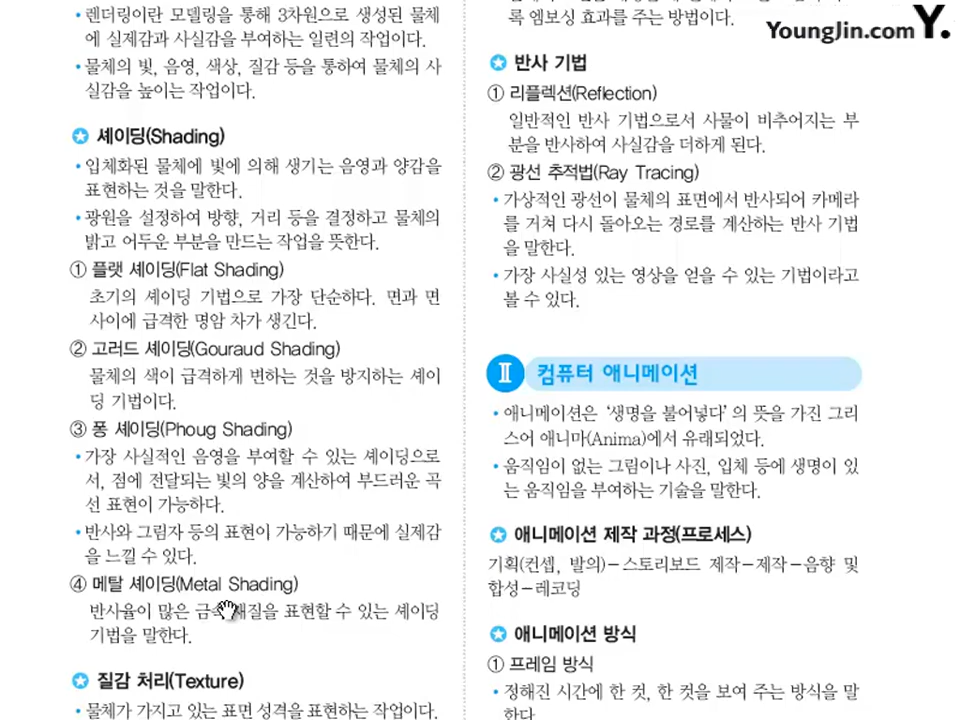 • 렌더링이란 모델링을 통해 3차원으로 생성된 물체
에 실제감과 사실감을 부여하는 일련의 작업이다.
• 물체의 빛, 음영, 색상, 질감 등을 통하여 물체의 사
실감을 높이는 작업이다.
셰이딩(Shading)
• 입체화된 물체에 빛에 의해 생기는 음영과 양감을
표현하는 것을 말한다.
• 광원을 설정하여 방향, 거리 등을 결정하고 물체의
밝고 어두운 부분을 만드는 작업을 뜻한다.
① 플랫 셰이딩(Flat Shading)
초기의 셰이딩 기법으로 가장 단순하다. 면과 면
사이에 급격한 명암 차가 생긴다.
② 고러드 셰이딩(Gouraud Shading)
물체의 색이 급격하게 변하는 것을 방지하는 셰이
딩 기법이다.
③ 퐁 셰이딩(Phoug Shading)
• 가장 사실적인 음영을 부여할 수 있는 셰이딩으로
서, 점에 전달되는 빛의 양을 계산하여 부드러운 곡
선 표현이 가능하다.
• 반사와 그림자 등의 표현이 가능하기 때문에 실제감
을 느낄 수 있다.
④ 메탈 셰이딩(Metal Shading)
반사율이 많은 재질을 표현할 수 있는 셰이딩
기법을 말한다.
질감 처리(Texture)
• 물체가 가지고 있는 표면 성격을 표현하는 작업이다.
록 엠보싱 효과를 주는 방법이다.
YoungJin.com Y.
반사 기법
① 리플렉션(Reflection)
일반적인 반사 기법으로서 사물이 비추어지는 부
분을 반사하여 사실감을 더하게 된다.
② 광선 추적법(Ray Tracing)
• 가상적인 광선이 물체의 표면에서 반사되어 카메라
를 거쳐 다시 돌아오는 경로를 계산하는 반사 기법
을 말한다.
• 가장 사실성 있는 영상을 얻을 수 있는 기법이라고
볼 수 있다.
Ⅱ 컴퓨터 애니메이션
• 애니메이션은 ‘생명을 불어넣다’의 뜻을 가진 그리
스어 애니마(Anima)에서 유래되었다.
• 움직임이 없는 그림이나 사진, 입체 등에 생명이 있
는 움직임을 부여하는 기술을 말한다.
애니메이션 제작 과정(프로세스)
기획(컨셉, 발의)-스토리보드 제작-제작-음향 및
합성-레코딩
애니메이션 방식
① 프레임 방식
• 정해진 시간에 한 컷, 한 컷을 보여 주는 방식을 말
한다.